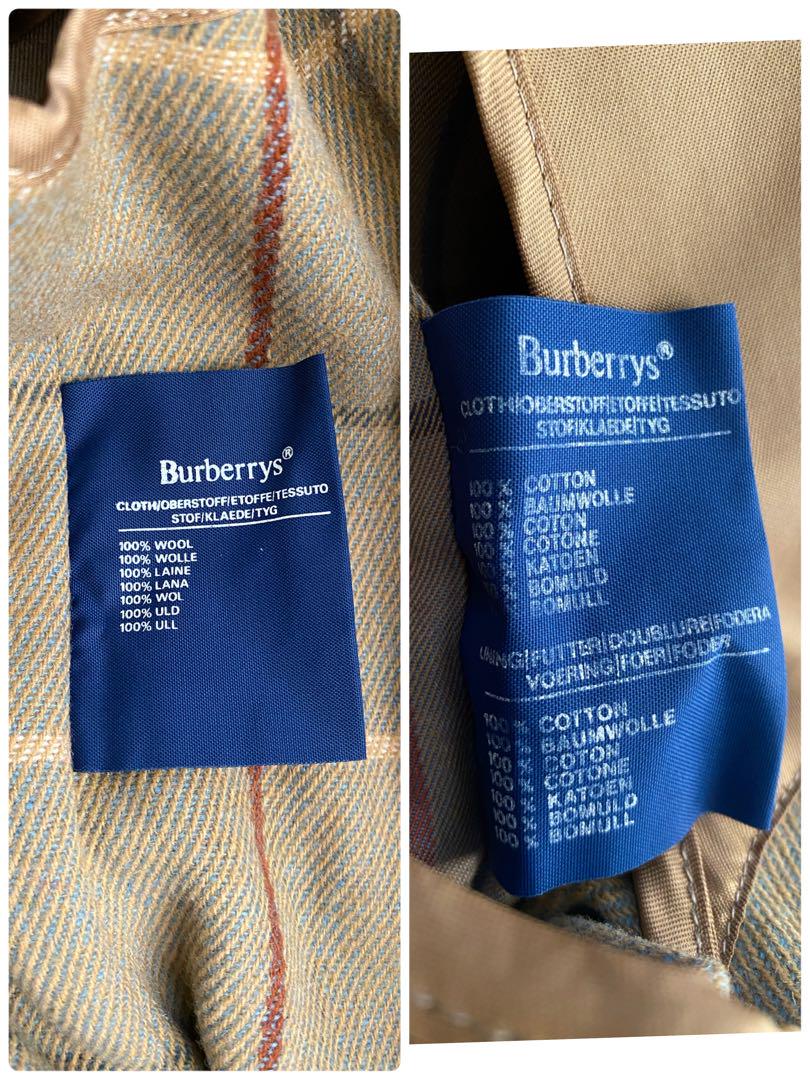 Burberrys®
CLOTH/OBERSTOFF/ETOFFE/TESSUTO
STOF/KLAEDE/TYG
100% WOOL
100% WOLLE
100% LAINE
100% LANA
100% WOL
100% ULD
100% ULL
Burberrys®
CLOTH/OBERSTOFF/ETOFFE/TESSUTO
STOF/KLAEDE/TYG
100 % COTTON
100 % BAUMWOLLE
100 % COTON
100 % COTONE
100 % KATOEN
100 % BOMULD
100 % BOMULL
LINING/FUTTER/DOUBLURE/FODERA
VOERING/FOER/FODER
100 % COTTON
100 % BAUMWOLLE
100 % COTON
100 % COTONE
100 % KATOEN
100 % BOMULD
100 % BOMULL